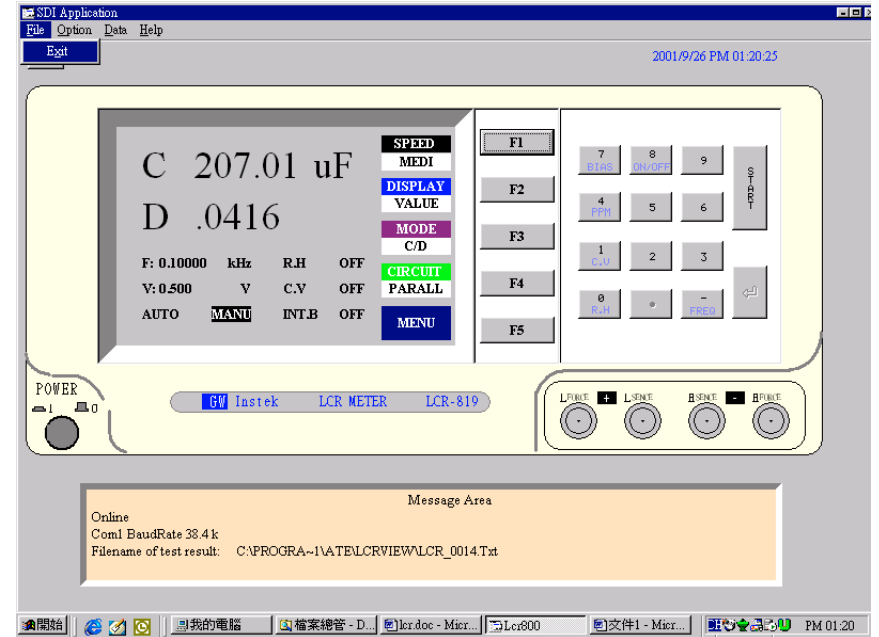 SDI Application
File Option Data Help
Exit
2001/9/26 PM 01:20:25
C 207.01 uF
D .0416
F: 0.10000 kHz R.H OFF
V: 0.500 V C.V OFF
AUTO MANU INT.B OFF
SPEED
MEDI
DISPLAY
VALUE
MODE
C/D
CIRCUIT
PARALL
MENU
F1
F2
F3
F4
F5
7 8 9
BIAS ON/OFF
4 5 6
PPM
1 2 3
C.V
0 • -
R.H FREQ
START
POWER
1 0
GW Instek LCR METER LCR-819
LFORCE + LSENCE HSENCE - HFORCE
Message Area
Online
Com1 BaudRate 38.4 k
Filename of test result: C:\PROGRA~1\ATE\LCRVIEW\LCR_0014.Txt
開始 我的電腦 檔案總管 - D... lcr.doc - Micr... Lcr800 文件1 - Micr... PM 01:20